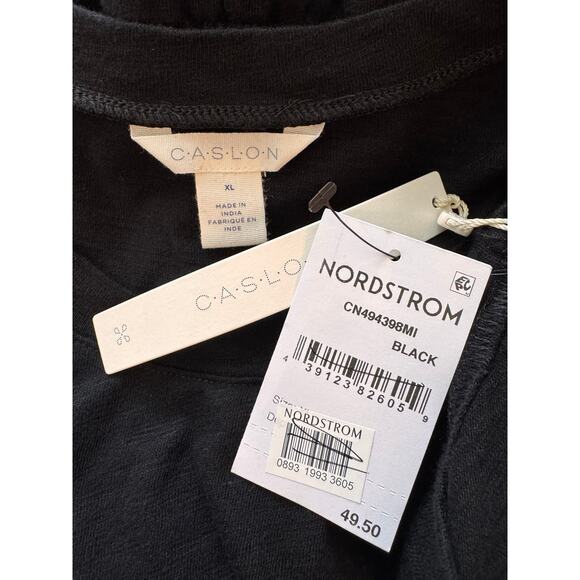 C·A·S·L·O·N
XL
MADE IN
INDIA
FABRIQUÉ EN
INDE
C·A·S·L·O
NORDSTROM
CN494398MI
BLACK
4 39123 82605 9
NORDSTROM
0893 1993 3605
49.50